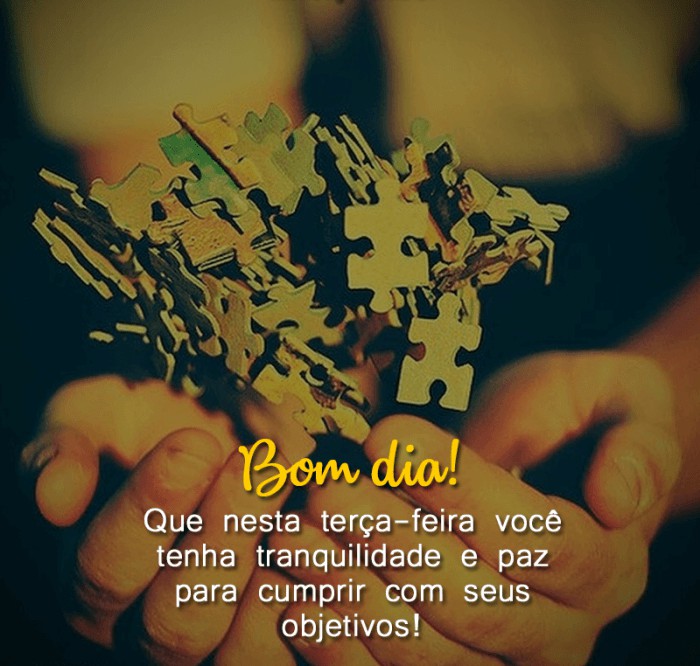 Bom dia!
Que nesta terça-feira você
tenha tranquilidade e paz
para cumprir com seus
objetivos!